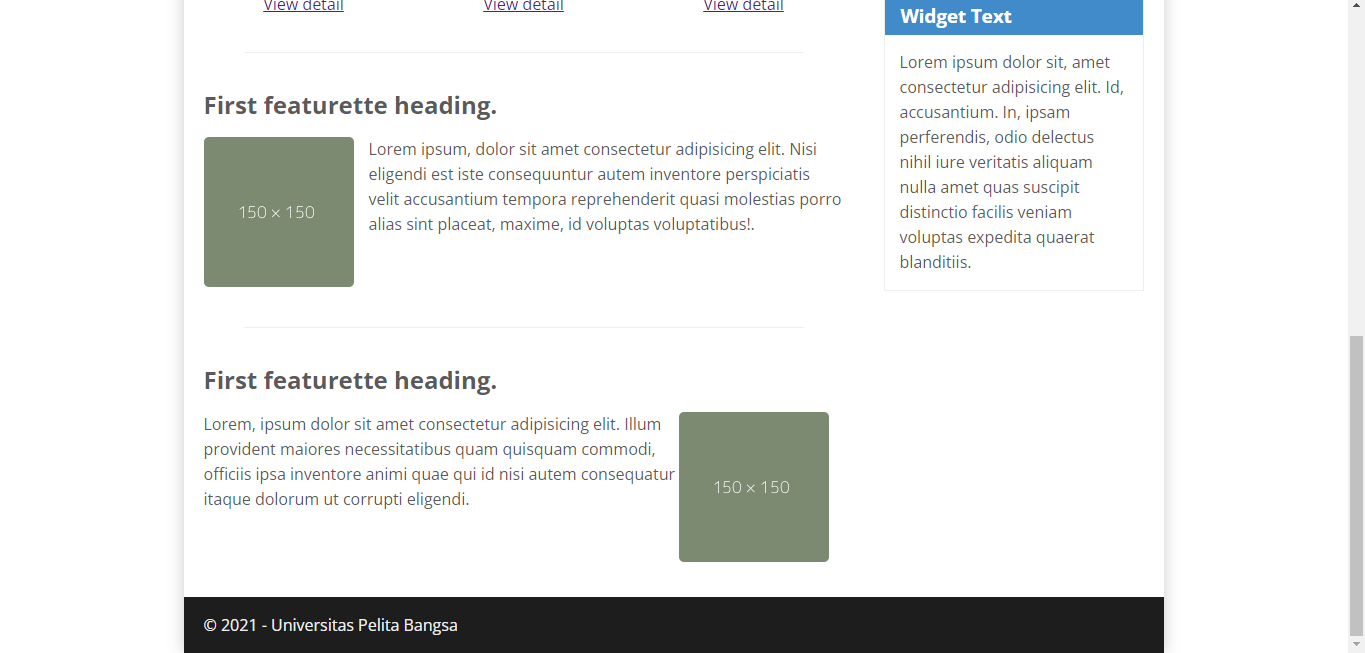 View detail View detail View detail
First featurette heading.
150 × 150
Lorem ipsum, dolor sit amet consectetur adipisicing elit. Nisi
eligendi est iste consequuntur autem inventore perspiciatis
velit accusantium tempora reprehenderit quasi molestias porro
alias sint placeat, maxime, id voluptas voluptatibus!.
First featurette heading.
Lorem, ipsum dolor sit amet consectetur adipisicing elit. Illum
provident maiores necessitatibus quam quisquam commodi,
officiis ipsa inventore animi quae qui id nisi autem consequatur
itaque dolorum ut corrupti eligendi.
150 × 150
Widget Text
Lorem ipsum dolor sit, amet
consectetur adipisicing elit. Id,
accusantium. In, ipsam
perferendis, odio delectus
nihil iure veritatis aliquam
nulla amet quas suscipit
distinctio facilis veniam
voluptas expedita quaerat
blanditiis.
© 2021 - Universitas Pelita Bangsa